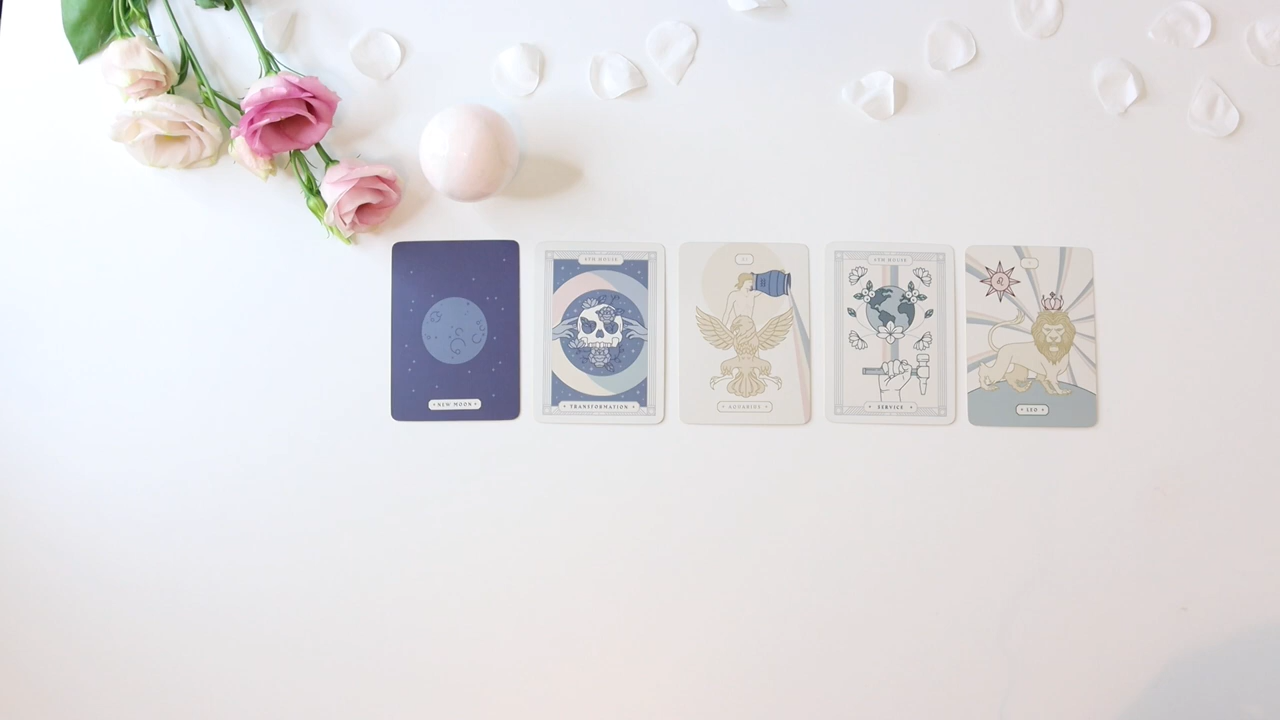 NEW MOON
8TH HOUSE
TRANSFORMATION
AQUARIUS
6TH HOUSE
SERVICE
LEO